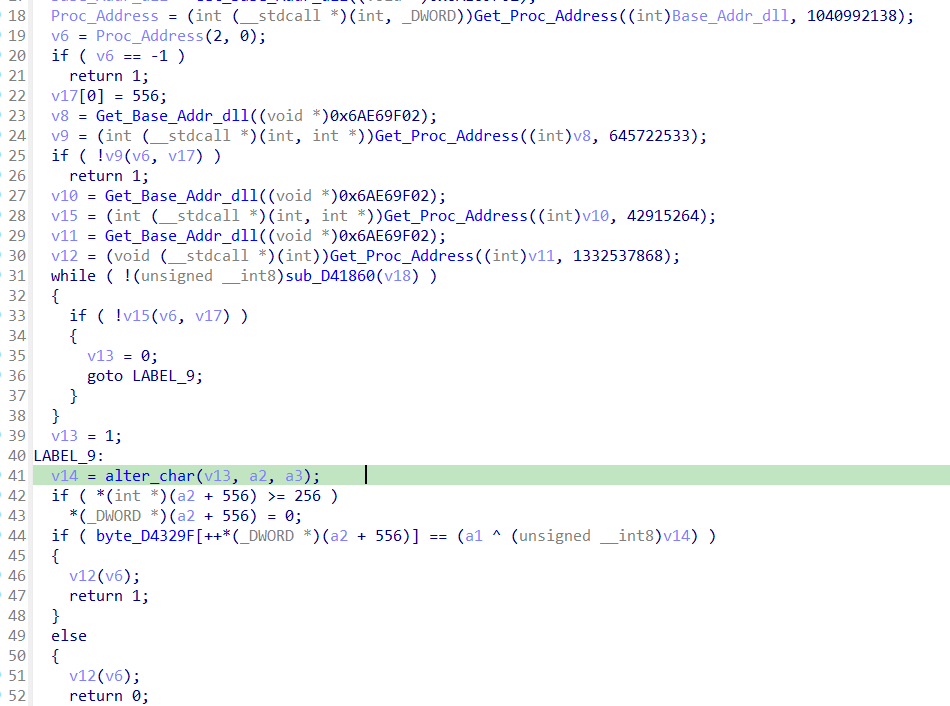 18 Proc_Address = (int (__stdcall *)(int, _DWORD))Get_Proc_Address((int)Base_Addr_dll, 1040992138);
19 v6 = Proc_Address(2, 0);
20 if ( v6 == -1 )
21 return 1;
22 v17[0] = 556;
23 v8 = Get_Base_Addr_dll((void *)0x6AE69F02);
24 v9 = (int (__stdcall *)(int, int *))Get_Proc_Address((int)v8, 645722533);
25 if ( !v9(v6, v17) )
26 return 1;
27 v10 = Get_Base_Addr_dll((void *)0x6AE69F02);
28 v15 = (int (__stdcall *)(int, int *))Get_Proc_Address((int)v10, 42915264);
29 v11 = Get_Base_Addr_dll((void *)0x6AE69F02);
30 v12 = (void (__stdcall *)(int))Get_Proc_Address((int)v11, 1332537868);
31 while ( !(unsigned __int8)sub_D41860(v18) )
32 {
33 if ( !v15(v6, v17) )
34 {
35 v13 = 0;
36 goto LABEL_9;
37 }
38 }
39 v13 = 1;
40 LABEL_9:
41 v14 = alter_char(v13, a2, a3);
42 if ( *(int *)(a2 + 556) >= 256 )
43 *(_DWORD *)(a2 + 556) = 0;
44 if ( byte_D4329F[++*(_DWORD *)(a2 + 556)] == (a1 ^ (unsigned __int8)v14) )
45 {
46 v12(v6);
47 return 1;
48 }
49 else
50 {
51 v12(v6);
52 return 0;